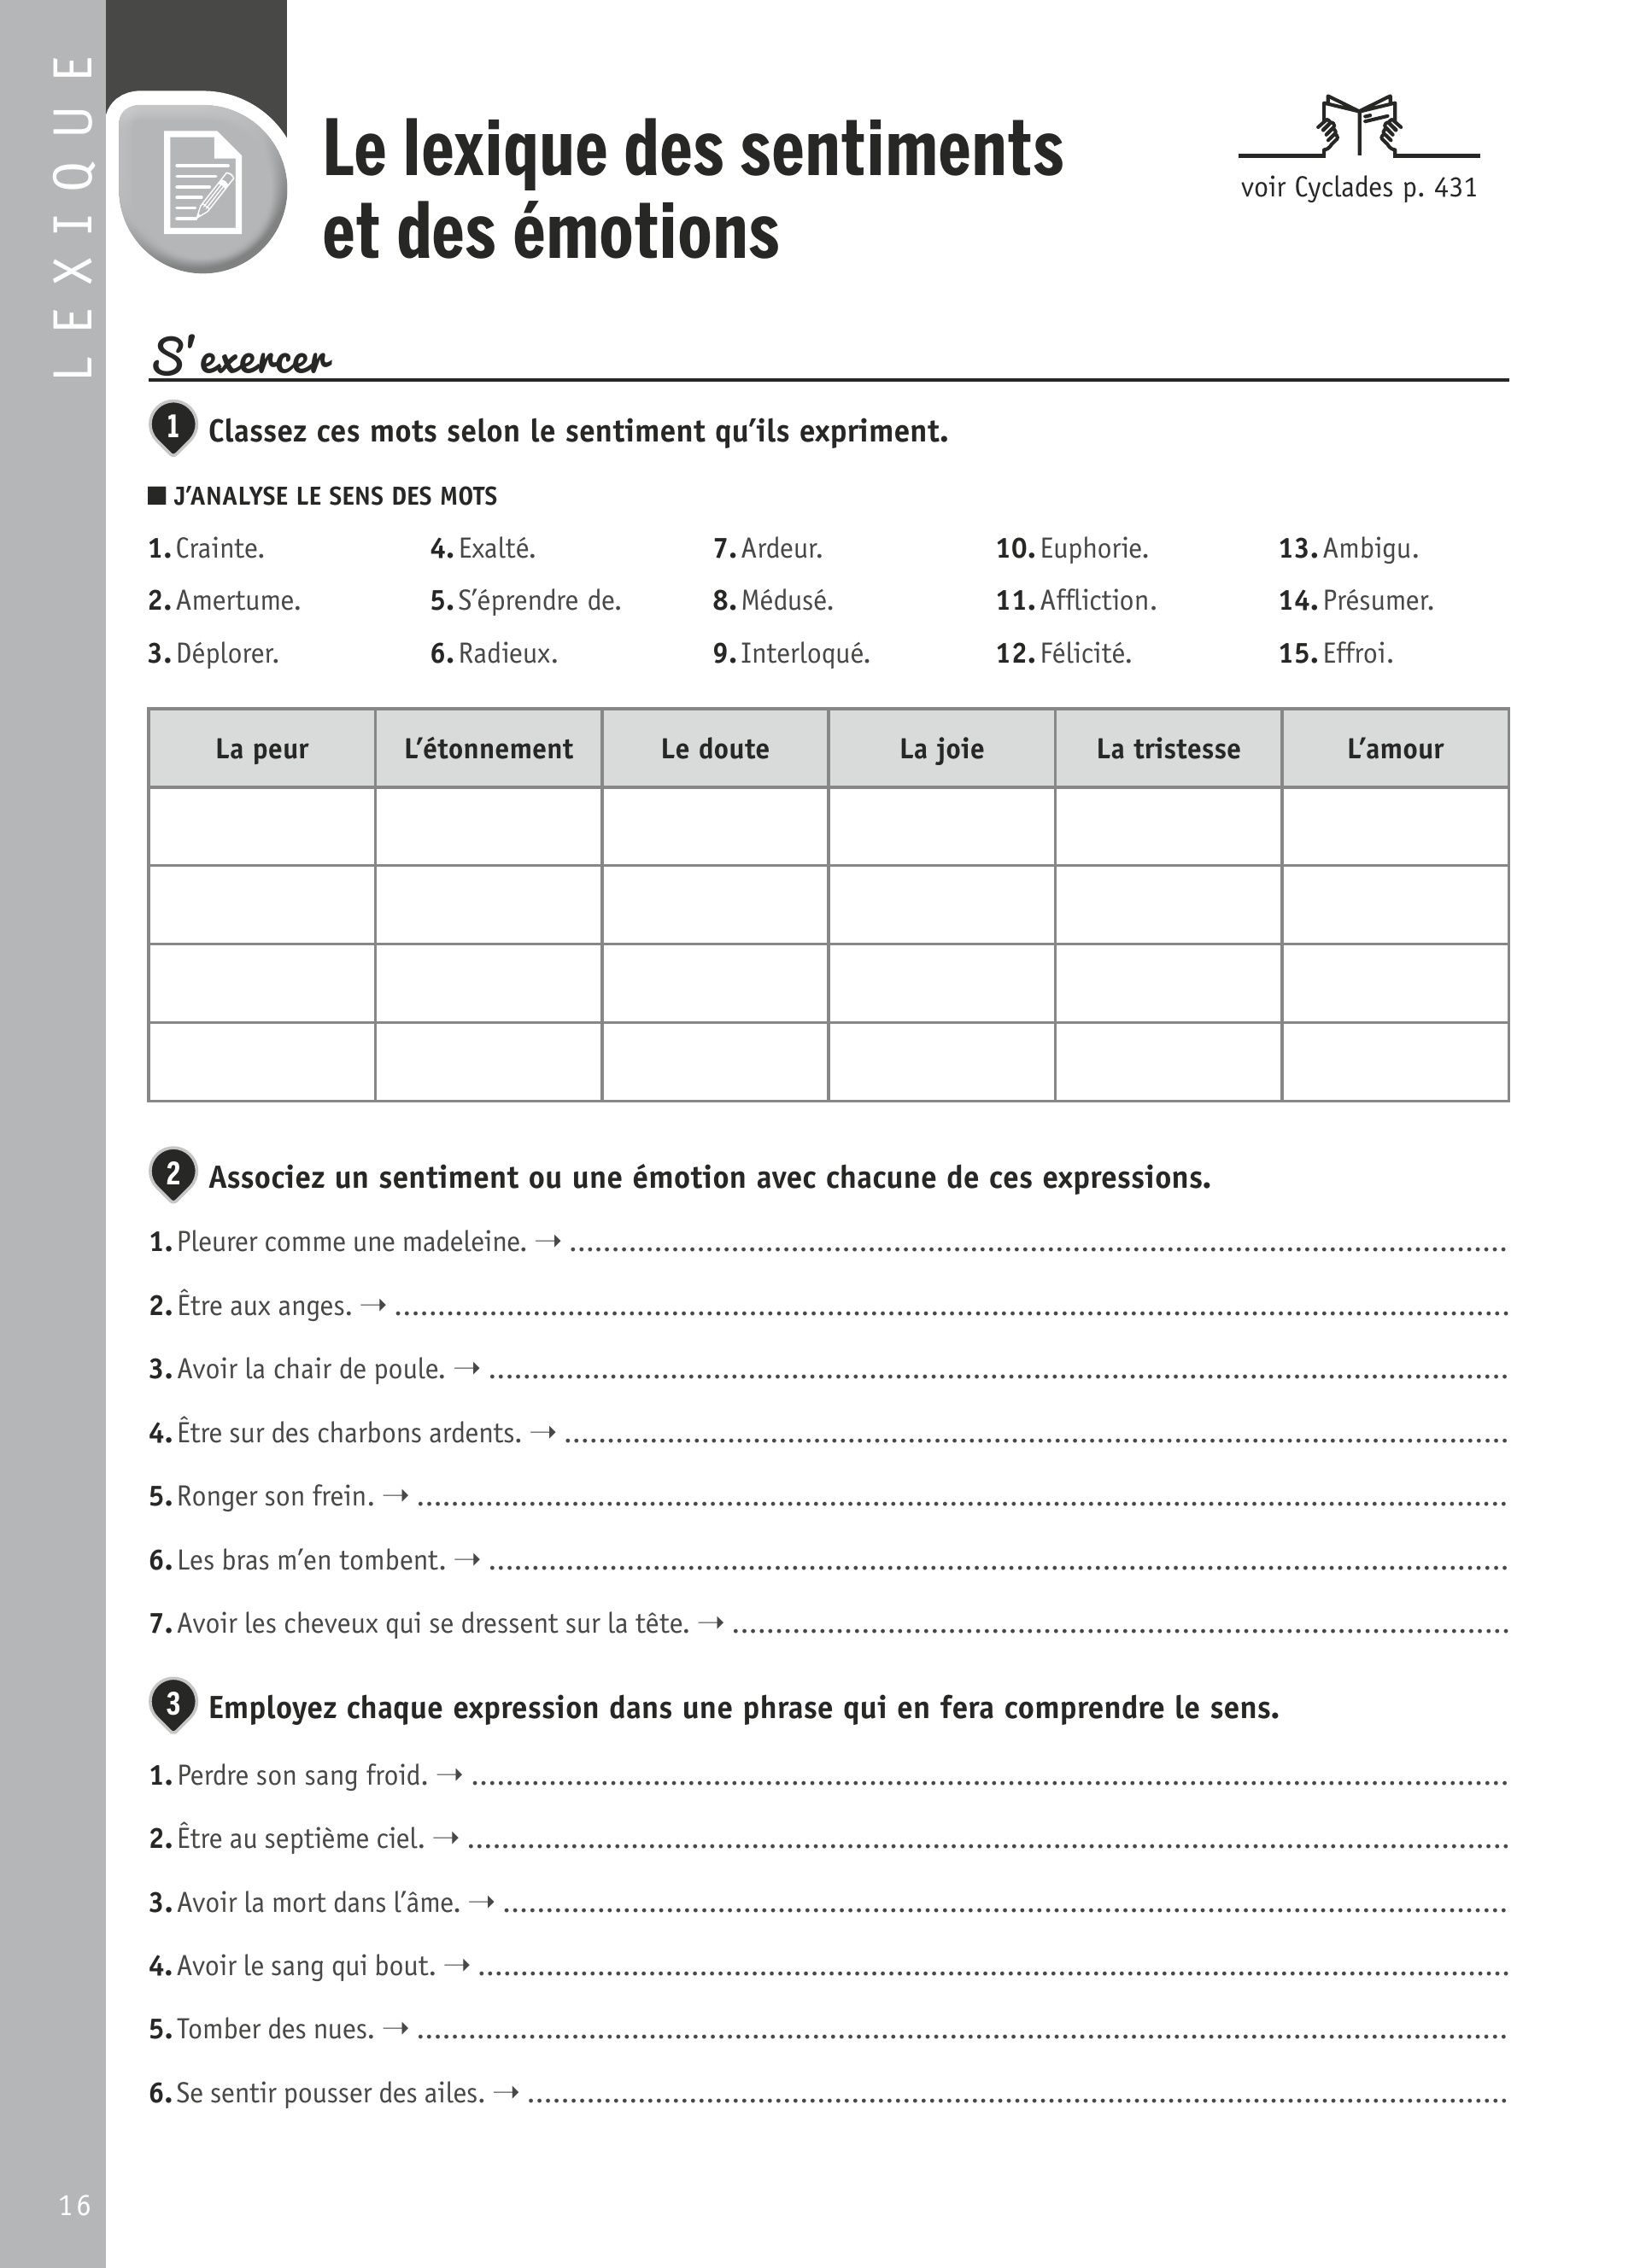 LEXIQUE
Le lexique des sentiments
et des émotions
voir Cyclades p. 431
S'exercer
1 Classez ces mots selon le sentiment qu’ils expriment.
■ J’ANALYSE LE SENS DES MOTS
1. Crainte. 4. Exalté. 7. Ardeur. 10. Euphorie. 13. Ambigu.
2. Amertume. 5. S’éprendre de. 8. Médusé. 11. Affliction. 14. Présumer.
3. Déplorer. 6. Radieux. 9. Interloqué. 12. Félicité. 15. Effroi.
La peur L’étonnement Le doute La joie La tristesse L’amour
2 Associez un sentiment ou une émotion avec chacune de ces expressions.
1. Pleurer comme une madeleine. → ................................
2. Être aux anges. → ................................
3. Avoir la chair de poule. → ................................
4. Être sur des charbons ardents. → ................................
5. Ronger son frein. → ................................
6. Les bras m’en tombent. → ................................
7. Avoir les cheveux qui se dressent sur la tête. → ................................
3 Employez chaque expression dans une phrase qui en fera comprendre le sens.
1. Perdre son sang froid. → ................................
2. Être au septième ciel. → ................................
3. Avoir la mort dans l’âme. → ................................
4. Avoir le sang qui bout. → ................................
5. Tomber des nues. → ................................
6. Se sentir pousser des ailes. → ................................
16